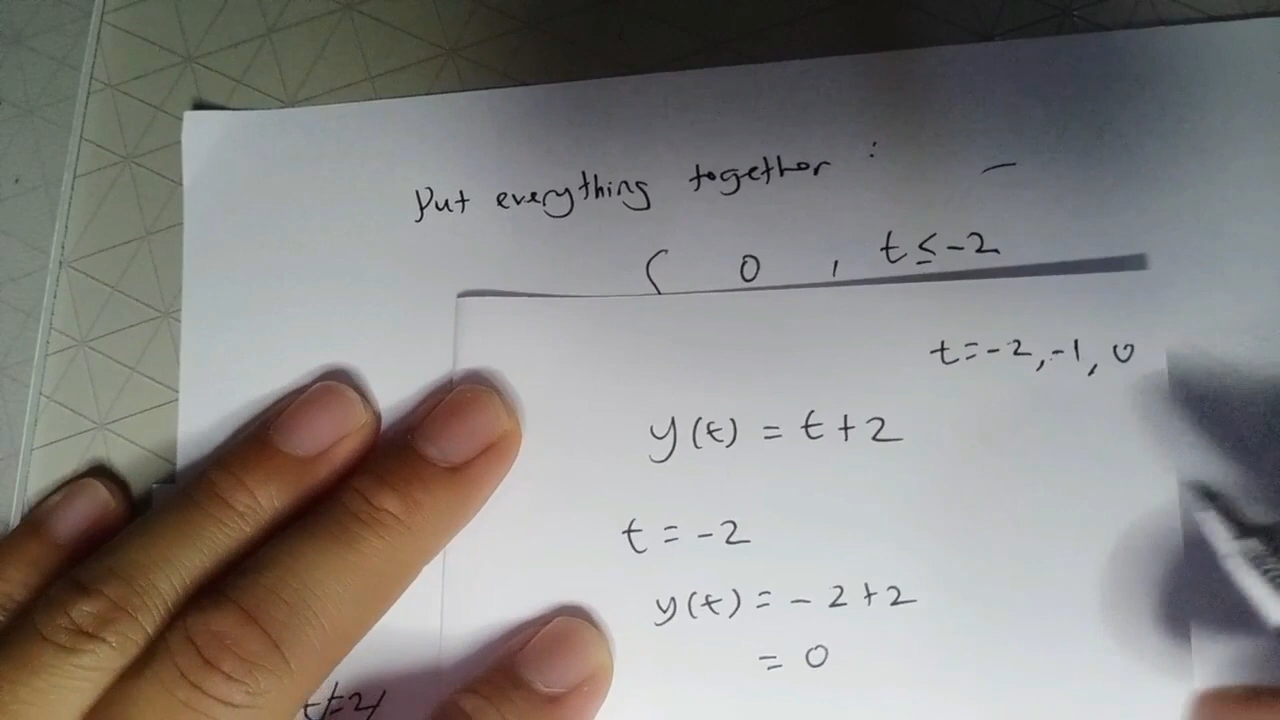 Put everything together :
0 , t ≤ -2
t = -2, -1, 0
y(t) = t + 2
t = -2
y(t) = - 2 + 2
= 0